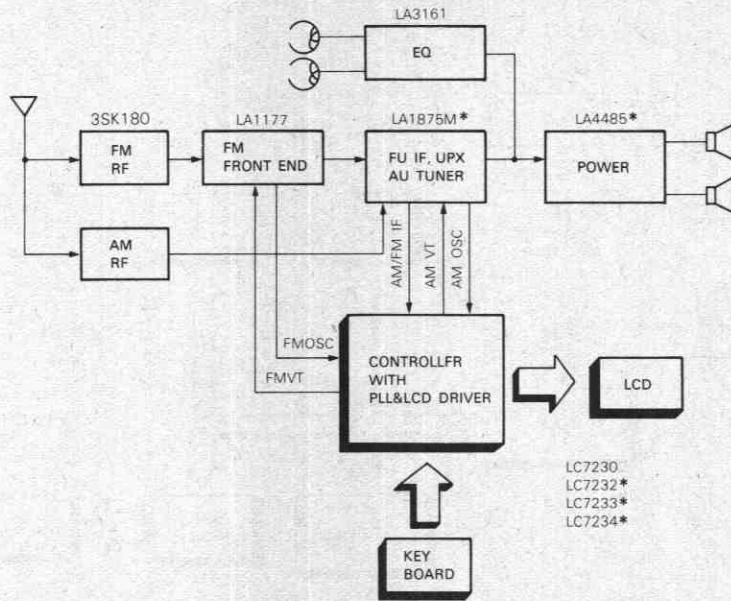 LA3161
EQ
3SK180
LA1177
LA1875M*
LA4485*
FM
RF
FM
FRONT END
FU IF, UPX
AU TUNER
POWER
AM
RF
AM/FM IF
AM VT
AM OSC
FMOSC
FMVT
CONTROLLFR
WITH
PLL&LCD DRIVER
LCD
LC7230
LC7232*
LC7233*
LC7234*
KEY
BOARD